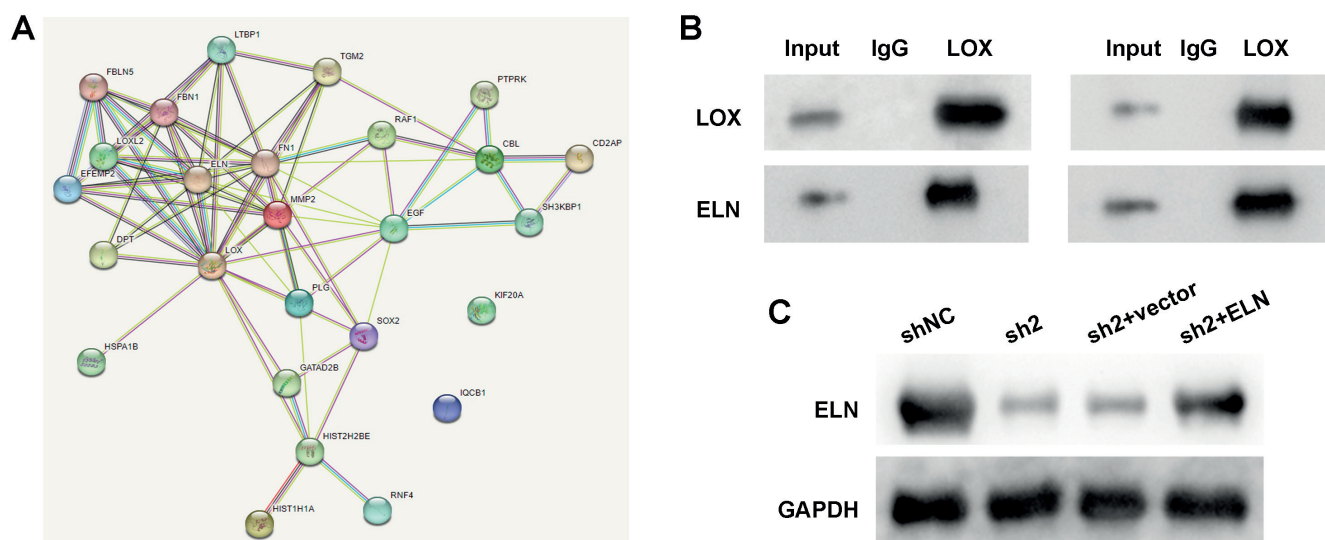 A
LTBP1
TGM2
FBLN5
PTPRK
FBN1
RAF1
LOXL2
ELN
FN1
CBL
CD2AP
EFEMP2
MMP2
EGF
SH3KBP1
DPT
LOX
PLG
KIF20A
SOX2
HSPA1B
GATAD2B
IQCB1
HIST2H2BE
RNF4
HIST1H1A
B
Input IgG LOX Input IgG LOX
LOX
ELN
C
shNC sh2 sh2+vector sh2+ELN
ELN
GAPDH